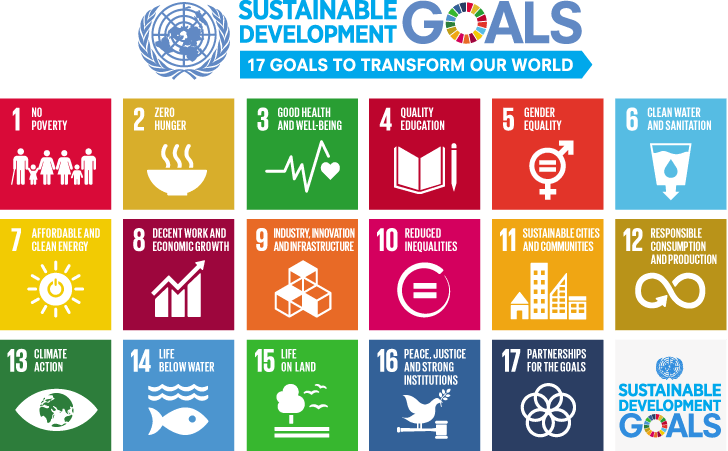 SUSTAINABLE
DEVELOPMENT
GOALS
17 GOALS TO TRANSFORM OUR WORLD
1 NO
POVERTY
2 ZERO
HUNGER
3 GOOD HEALTH
AND WELL-BEING
4 QUALITY
EDUCATION
5 GENDER
EQUALITY
6 CLEAN WATER
AND SANITATION
7 AFFORDABLE AND
CLEAN ENERGY
8 DECENT WORK AND
ECONOMIC GROWTH
9 INDUSTRY, INNOVATION
AND INFRASTRUCTURE
10 REDUCED
INEQUALITIES
11 SUSTAINABLE CITIES
AND COMMUNITIES
12 RESPONSIBLE
CONSUMPTION
AND PRODUCTION
13 CLIMATE
ACTION
14 LIFE
BELOW WATER
15 LIFE
ON LAND
16 PEACE, JUSTICE
AND STRONG
INSTITUTIONS
17 PARTNERSHIPS
FOR THE GOALS
SUSTAINABLE
DEVELOPMENT
GOALS